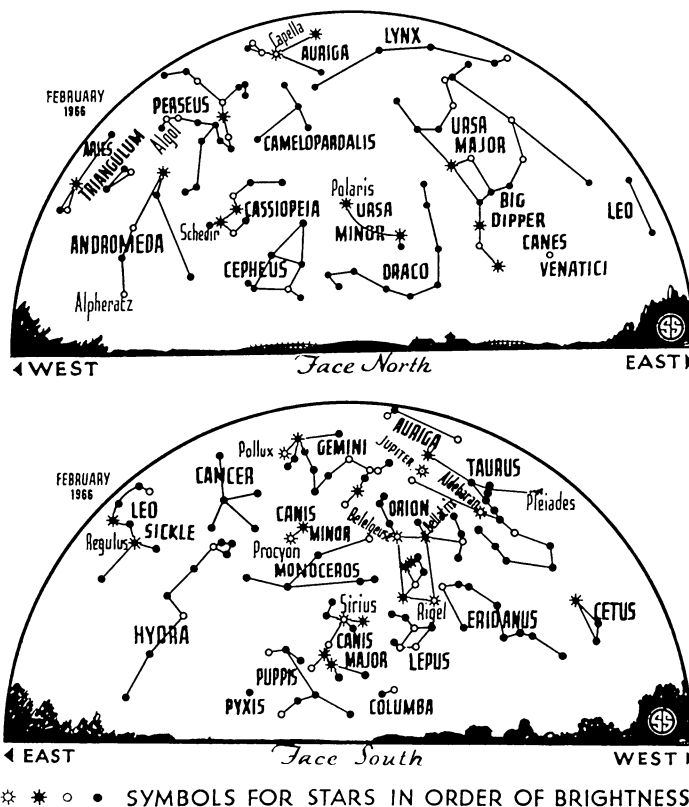 Capella
AURIGA
LYNX
FEBRUARY
1966
PERSEUS
Algol
ARIES
TRIANGULUM
CAMELOPARDALIS
URSA
MAJOR
Polaris
URSA
MINOR
CASSIOPEIA
Schedir
BIG
DIPPER
LEO
ANDROMEDA
CEPHEUS
DRACO
CANES
VENATICI
Alpheratz
WEST
Face North
EAST
AURIGA
JUPITER
Pollux
GEMINI
TAURUS
Aldebaran
Pleiades
FEBRUARY
1966
CANCER
LEO
SICKLE
Regulus
CANIS
MINOR
Procyon
ORION
Betelgeuse
Bellatrix
MONOCEROS
Sirius
Rigel
ERIDANUS
CETUS
HYDRA
CANIS
MAJOR
LEPUS
PUPPIS
PYXIS
COLUMBA
EAST
Face South
WEST
SYMBOLS FOR STARS IN ORDER OF BRIGHTNESS